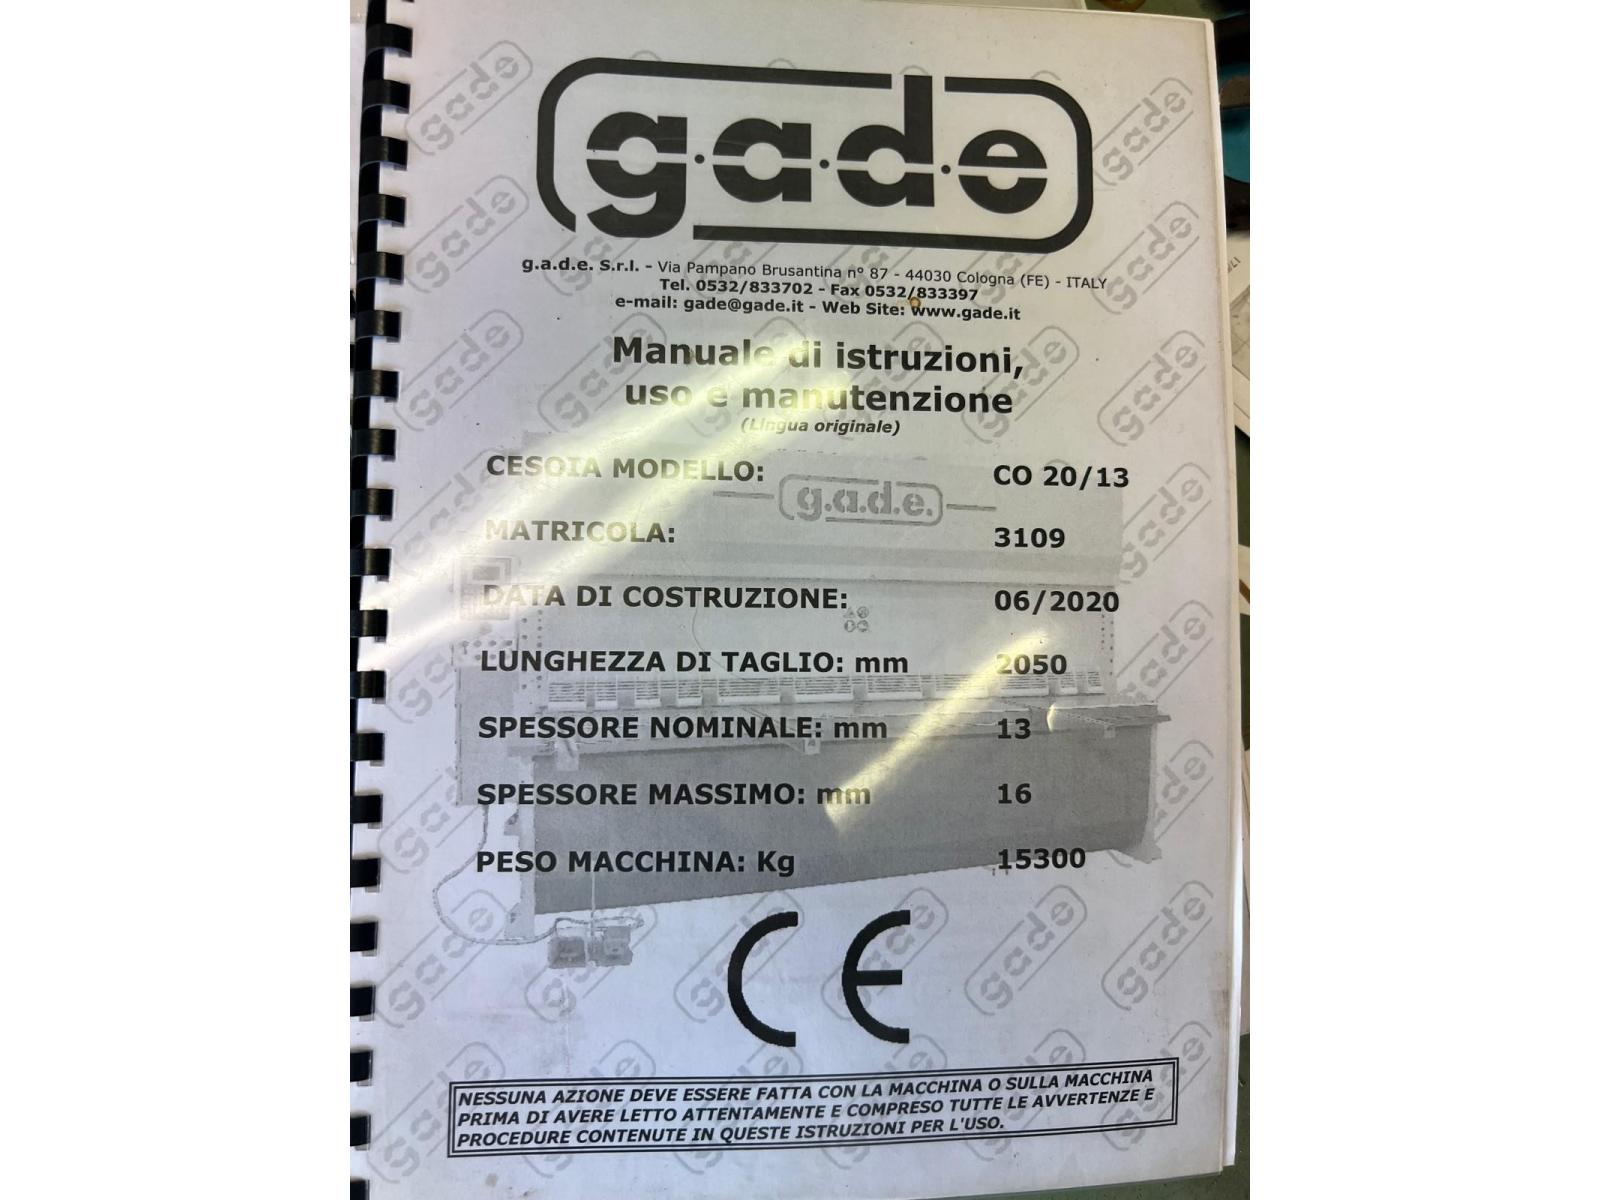 g.a.d.e
g.a.d.e. S.r.l. - Via Pampano Brusantina n° 87 - 44030 Cologna (FE) - ITALY
Tel. 0532/833702 - Fax 0532/833397
e-mail: gade@gade.it - Web Site: www.gade.it
Manuale di istruzioni,
uso e manutenzione
(Lingua originale)
CESOIA MODELLO: CO 20/13
g.a.d.e.
MATRICOLA: 3109
DATA DI COSTRUZIONE: 06/2020
LUNGHEZZA DI TAGLIO: mm 2050
SPESSORE NOMINALE: mm 13
SPESSORE MASSIMO: mm 16
PESO MACCHINA: Kg 15300
CE
NESSUNA AZIONE DEVE ESSERE FATTA CON LA MACCHINA O SULLA MACCHINA
PRIMA DI AVERE LETTO ATTENTAMENTE E COMPRESO TUTTE LE AVVERTENZE E
PROCEDURE CONTENUTE IN QUESTE ISTRUZIONI PER L'USO.